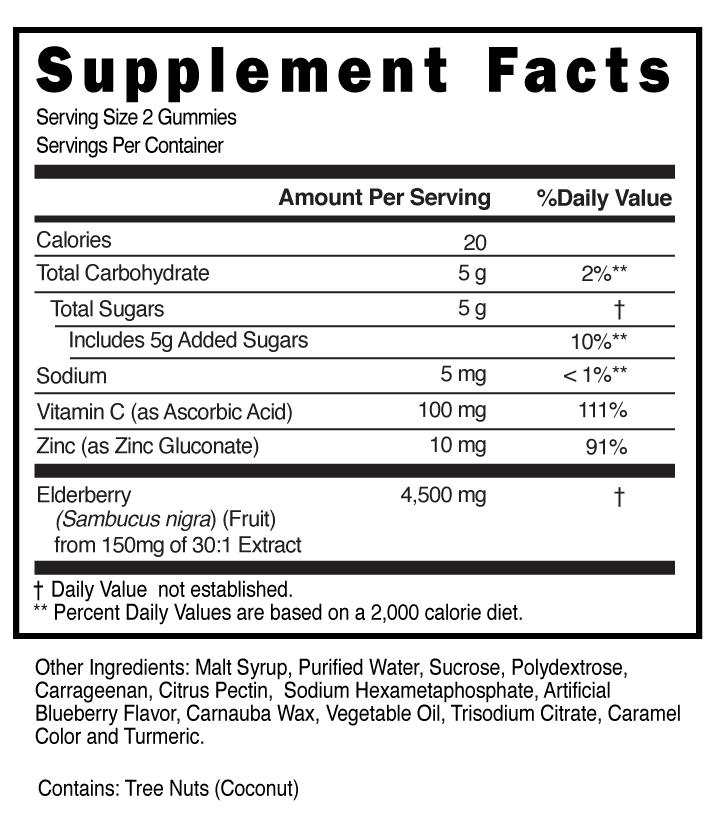 Supplement Facts
Serving Size 2 Gummies
Servings Per Container
Amount Per Serving %Daily Value
Calories 20
Total Carbohydrate 5 g 2%**
Total Sugars 5 g †
Includes 5g Added Sugars 10%**
Sodium 5 mg < 1%**
Vitamin C (as Ascorbic Acid) 100 mg 111%
Zinc (as Zinc Gluconate) 10 mg 91%
Elderberry 4,500 mg †
(Sambucus nigra) (Fruit)
from 150mg of 30:1 Extract
† Daily Value not established.
** Percent Daily Values are based on a 2,000 calorie diet.
Other Ingredients: Malt Syrup, Purified Water, Sucrose, Polydextrose,
Carrageenan, Citrus Pectin, Sodium Hexametaphosphate, Artificial
Blueberry Flavor, Carnauba Wax, Vegetable Oil, Trisodium Citrate, Caramel
Color and Turmeric.
Contains: Tree Nuts (Coconut)